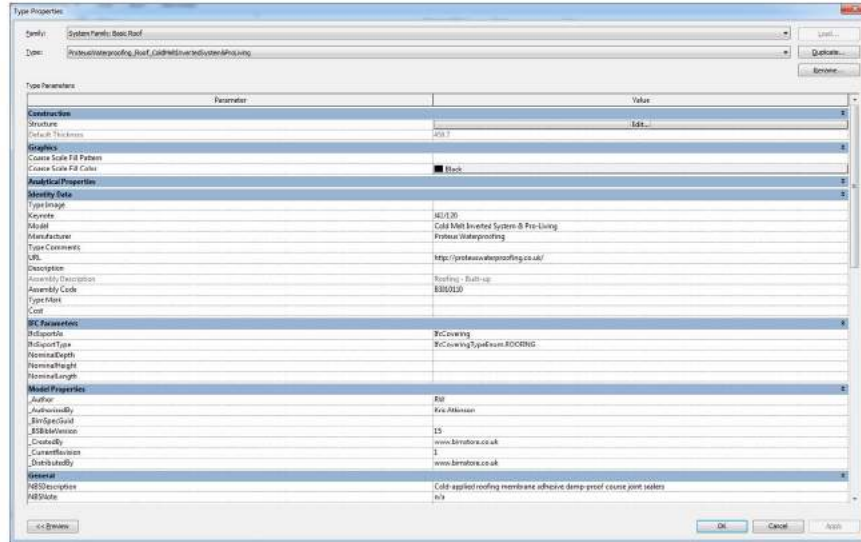 Type Properties
Family: System Family: Basic Roof Load...
Type: ProteusWaterproofing_Roof_ColdMeltInvertedSystem&ProLiving Duplicate...
Rename...
Type Parameters
Parameter Value
Construction
Structure Edit...
Default Thickness
Graphics
Coarse Scale Fill Pattern
Coarse Scale Fill Color Black
Analytical Properties
Identity Data
Type Image
Keynote J41/120
Model Cold Melt Inverted System & Pro-Living
Manufacturer Proteus Waterproofing
Type Comments
URL http://proteuswaterproofing.co.uk/
Description
Assembly Description Roofing - Built-up
Assembly Code B3010110
Type Mark
Cost
IFC Parameters
IfcExportAs IfcCovering
IfcExportType IfcCoveringTypeEnum.ROOFING
NominalDepth
NominalHeight
NominalLength
Model Properties
_Author RW
_AuthorisedBy Kris Atkinson
_BimSpecGuid
_BSBibleVersion 15
_CreatedBy www.bimstore.co.uk
_CurrentRevision 1
_DistributedBy www.bimstore.co.uk
General
NBSDescription Cold-applied roofing membrane adhesive damp-proof course joint sealers
NBSNote n/a
<< Preview OK Cancel Apply